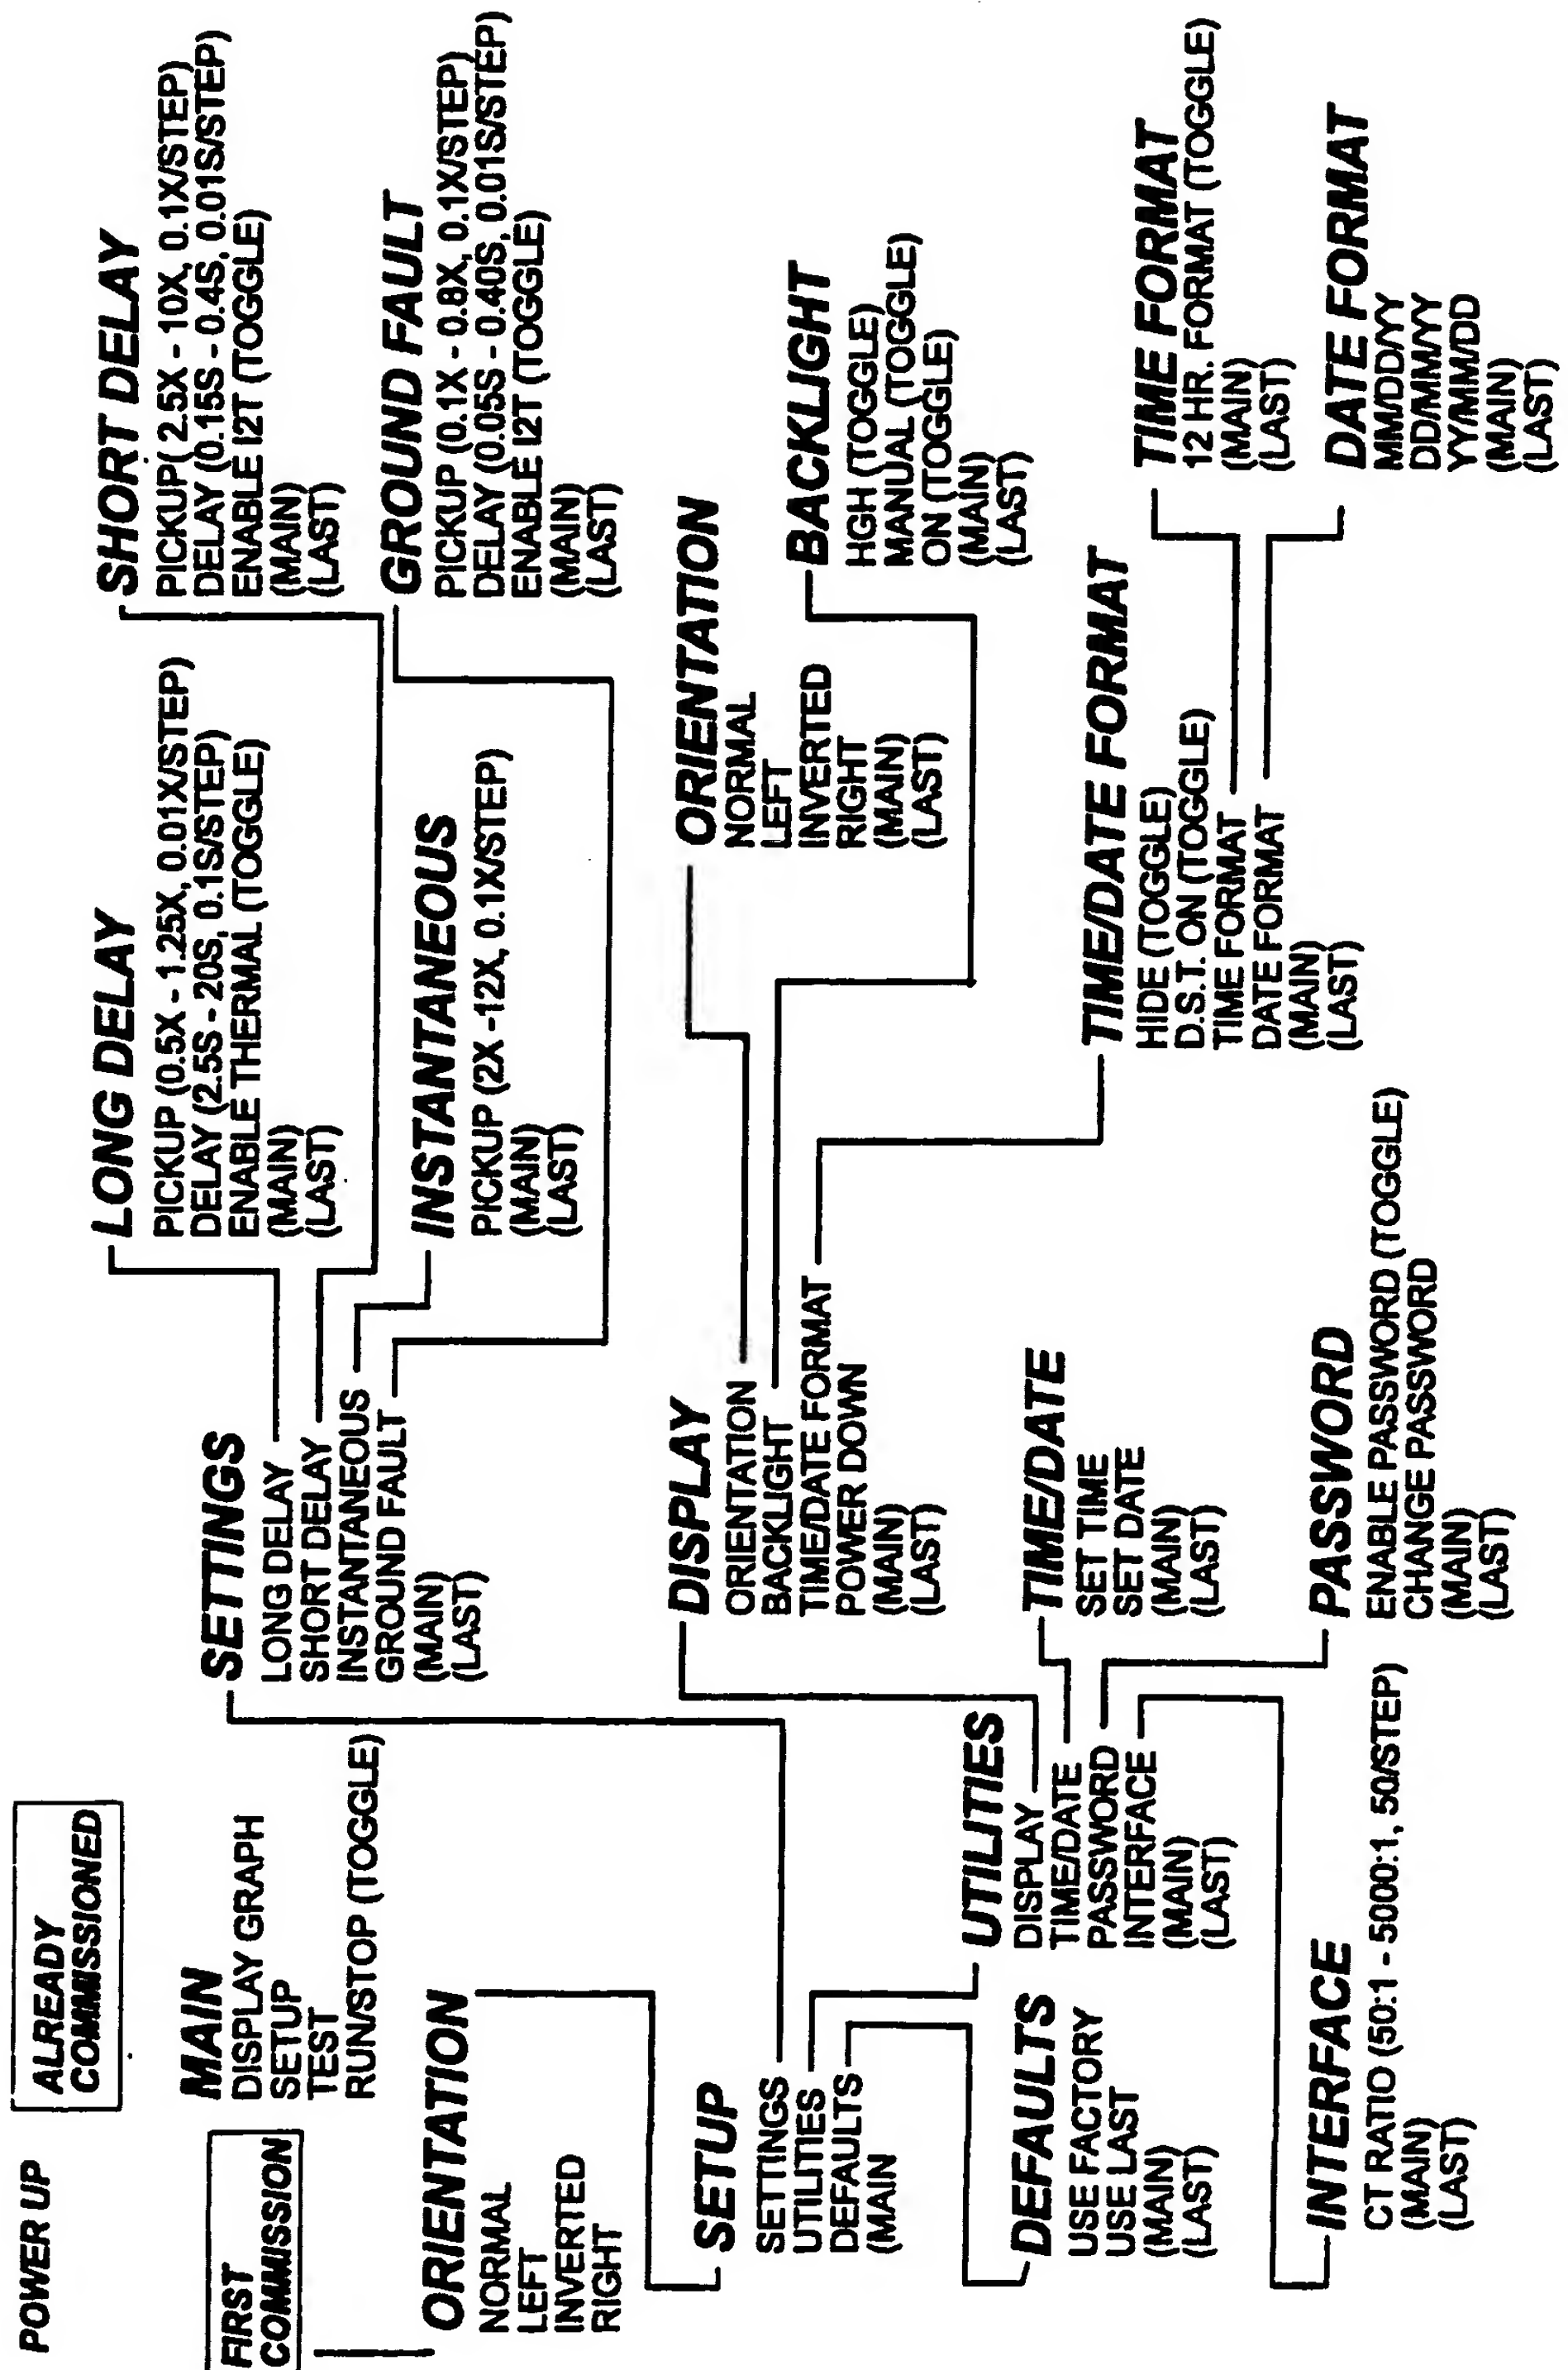 POWER UP
ALREADY
COMMISSIONED
FIRST
COMMISSION
MAIN
DISPLAY GRAPH
SETUP
TEST
RUN/STOP (TOGGLE)
ORIENTATION
NORMAL
LEFT
INVERTED
RIGHT
SETUP
SETTINGS
UTILITIES
DEFAULTS
(MAIN
DEFAULTS
USE FACTORY
USE LAST
(MAIN)
(LAST)
INTERFACE
CT RATIO (50:1 - 5000:1, 50/STEP)
(MAIN)
(LAST)
UTILITIES
DISPLAY
TIME/DATE
PASSWORD
INTERFACE
(MAIN)
(LAST)
SETTINGS
LONG DELAY
SHORT DELAY
INSTANTANEOUS
GROUND FAULT
(MAIN)
(LAST)
DISPLAY
ORIENTATION
BACKLIGHT
TIME/DATE FORMAT
POWER DOWN
(MAIN)
(LAST)
TIME/DATE
SET TIME
SET DATE
(MAIN)
(LAST)
PASSWORD
ENABLE PASSWORD (TOGGLE)
CHANGE PASSWORD
(MAIN)
(LAST)
LONG DELAY
PICKUP (0.5X - 1.25X, 0.01X/STEP)
DELAY (2.5S - 20S, 0.1S/STEP)
ENABLE THERMAL (TOGGLE)
(MAIN)
(LAST)
INSTANTANEOUS
PICKUP (2X -12X, 0.1X/STEP)
(MAIN)
(LAST)
SHORT DELAY
PICKUP( 2.5X - 10X, 0.1X/STEP)
DELAY (0.15S - 0.4S, 0.01S/STEP)
ENABLE I2T (TOGGLE)
(MAIN)
(LAST)
GROUND FAULT
PICKUP (0.1X - 0.8X, 0.1X/STEP)
DELAY (0.05S - 0.40S, 0.01S/STEP)
ENABLE I2T (TOGGLE)
(MAIN)
(LAST)
ORIENTATION
NORMAL
LEFT
INVERTED
RIGHT
(MAIN)
(LAST)
BACKLIGHT
HGH (TOGGLE)
MANUAL (TOGGLE)
ON (TOGGLE)
(MAIN)
(LAST)
TIME/DATE FORMAT
HIDE (TOGGLE)
D.S.T. ON (TOGGLE)
TIME FORMAT
DATE FORMAT
(MAIN)
(LAST)
TIME FORMAT
12 HR. FORMAT (TOGGLE)
(MAIN)
(LAST)
DATE FORMAT
MM/DD/YY
DD/MM/YY
YY/MM/DD
(MAIN)
(LAST)